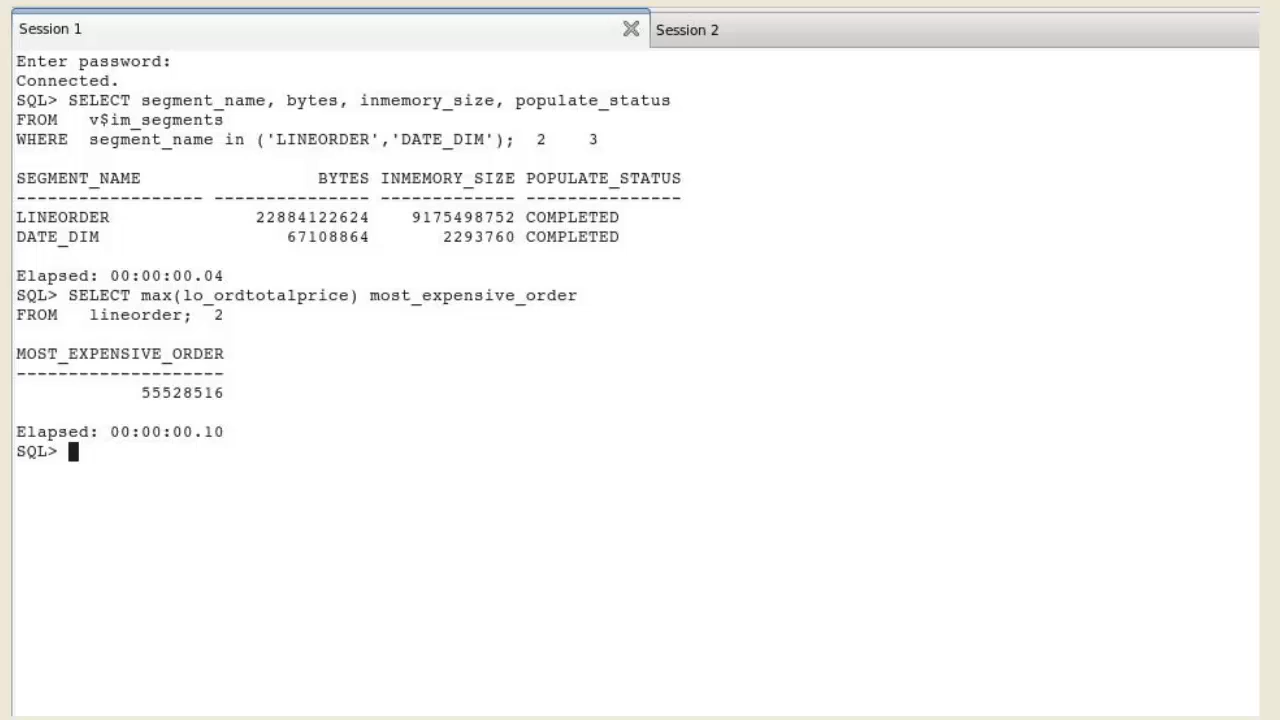 Session 1
Session 2
Enter password:
Connected.
SQL> SELECT segment_name, bytes, inmemory_size, populate_status
FROM   v$im_segments
WHERE  segment_name in ('LINEORDER','DATE_DIM');  2    3
SEGMENT_NAME                 BYTES INMEMORY_SIZE POPULATE_STATUS
------------------ --------------- ------------- ---------------
LINEORDER              22884122624    9175498752 COMPLETED
DATE_DIM                  67108864       2293760 COMPLETED
Elapsed: 00:00:00.04
SQL> SELECT max(lo_ordtotalprice) most_expensive_order
FROM   lineorder;  2
MOST_EXPENSIVE_ORDER
--------------------
            55528516
Elapsed: 00:00:00.10
SQL>